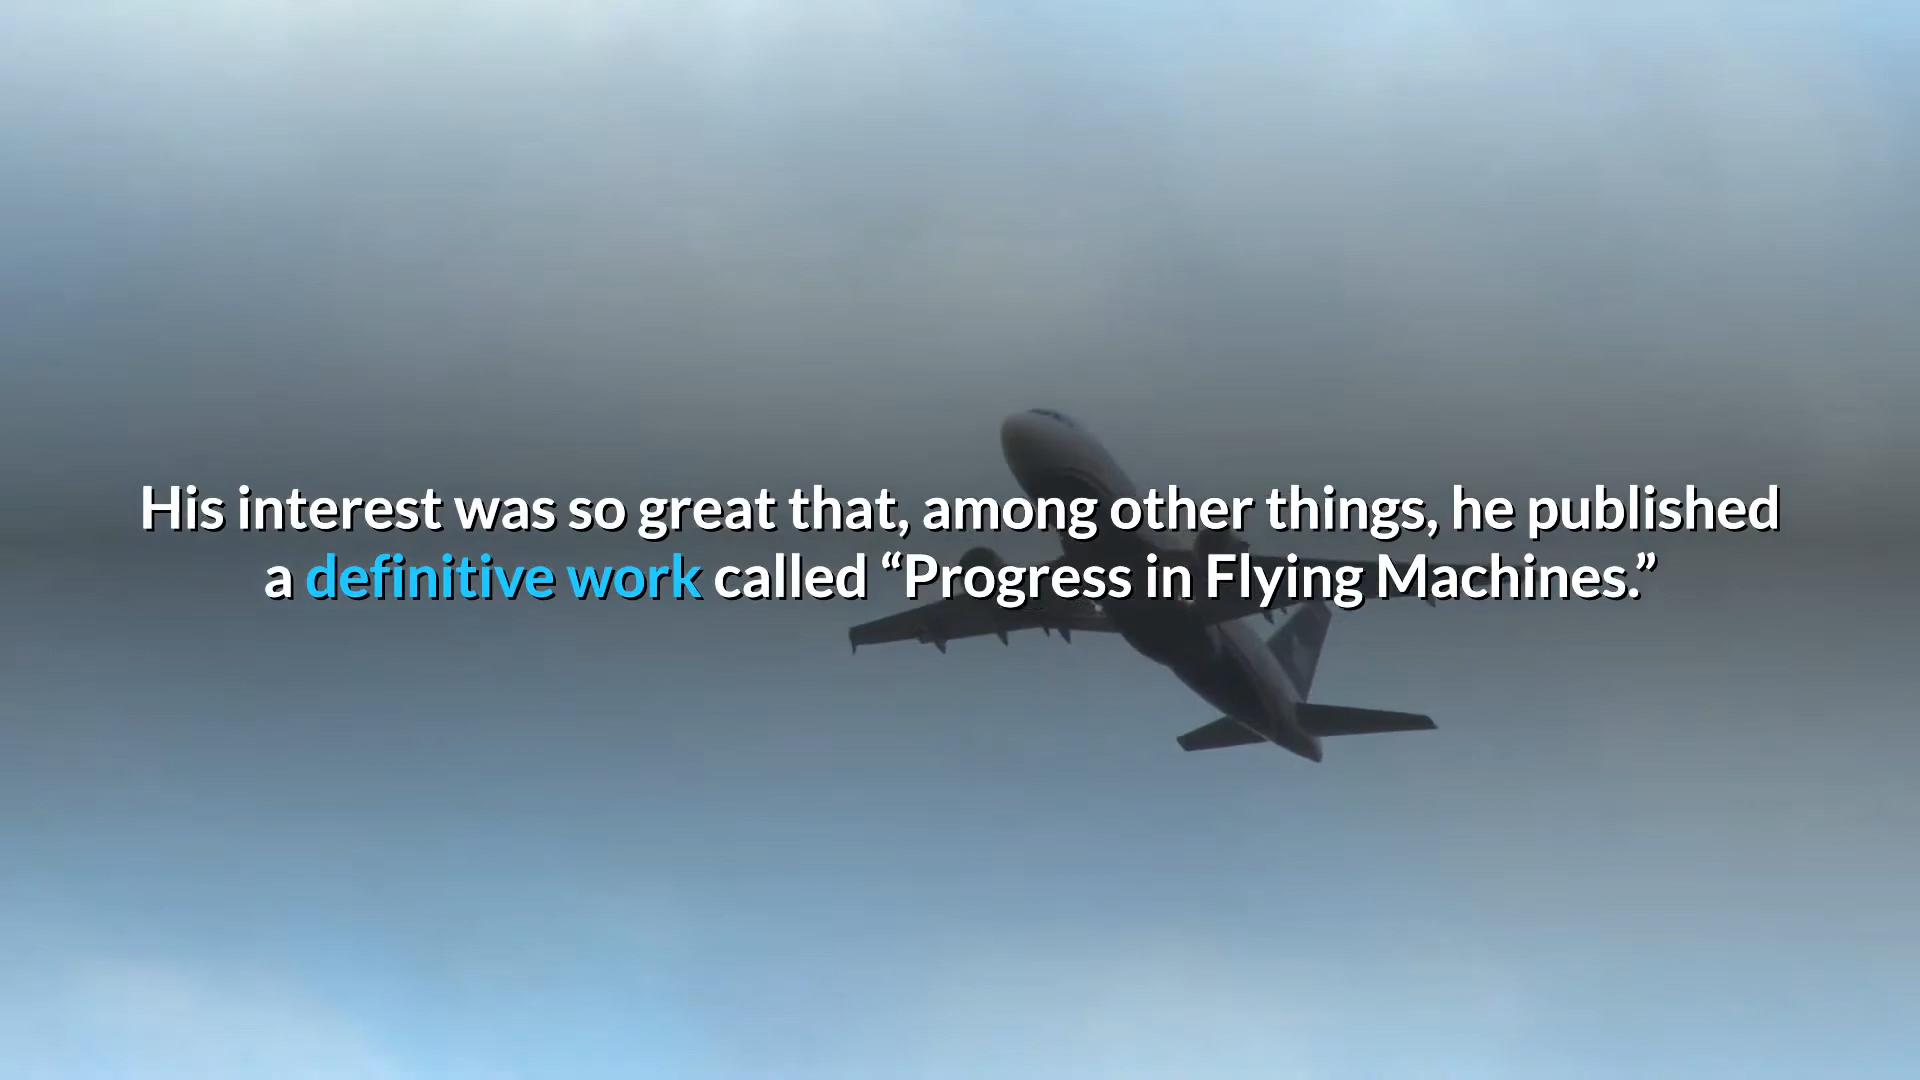 His interest was so great that, among other things, he published
a definitive work called “Progress in Flying Machines.”